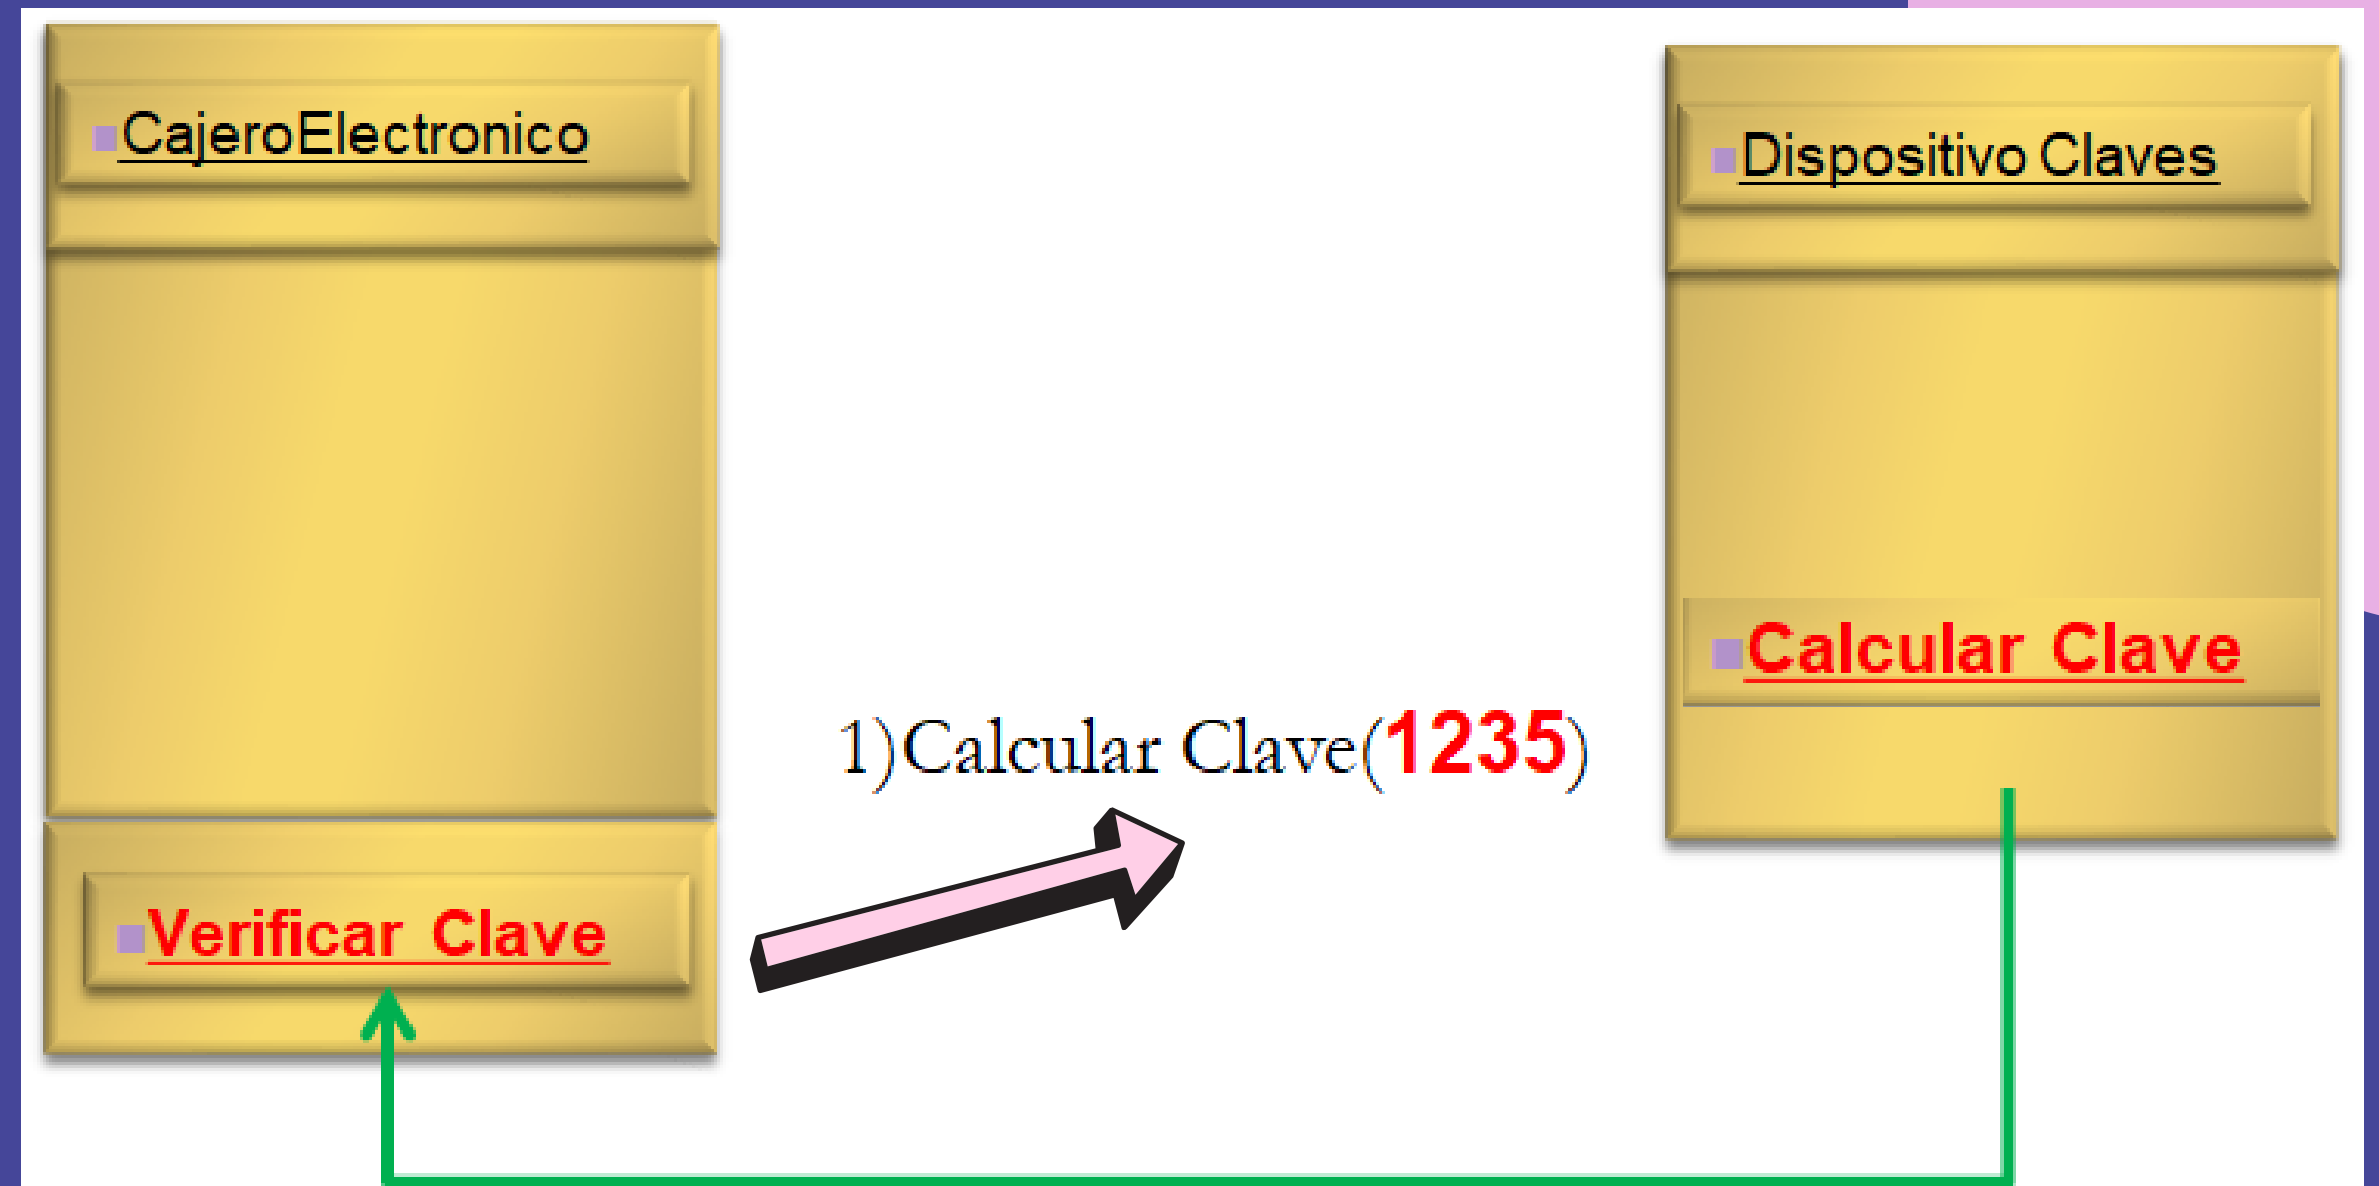 CajeroElectronico
Dispositivo Claves
Calcular Clave
1)Calcular Clave(1235)
Verificar Clave